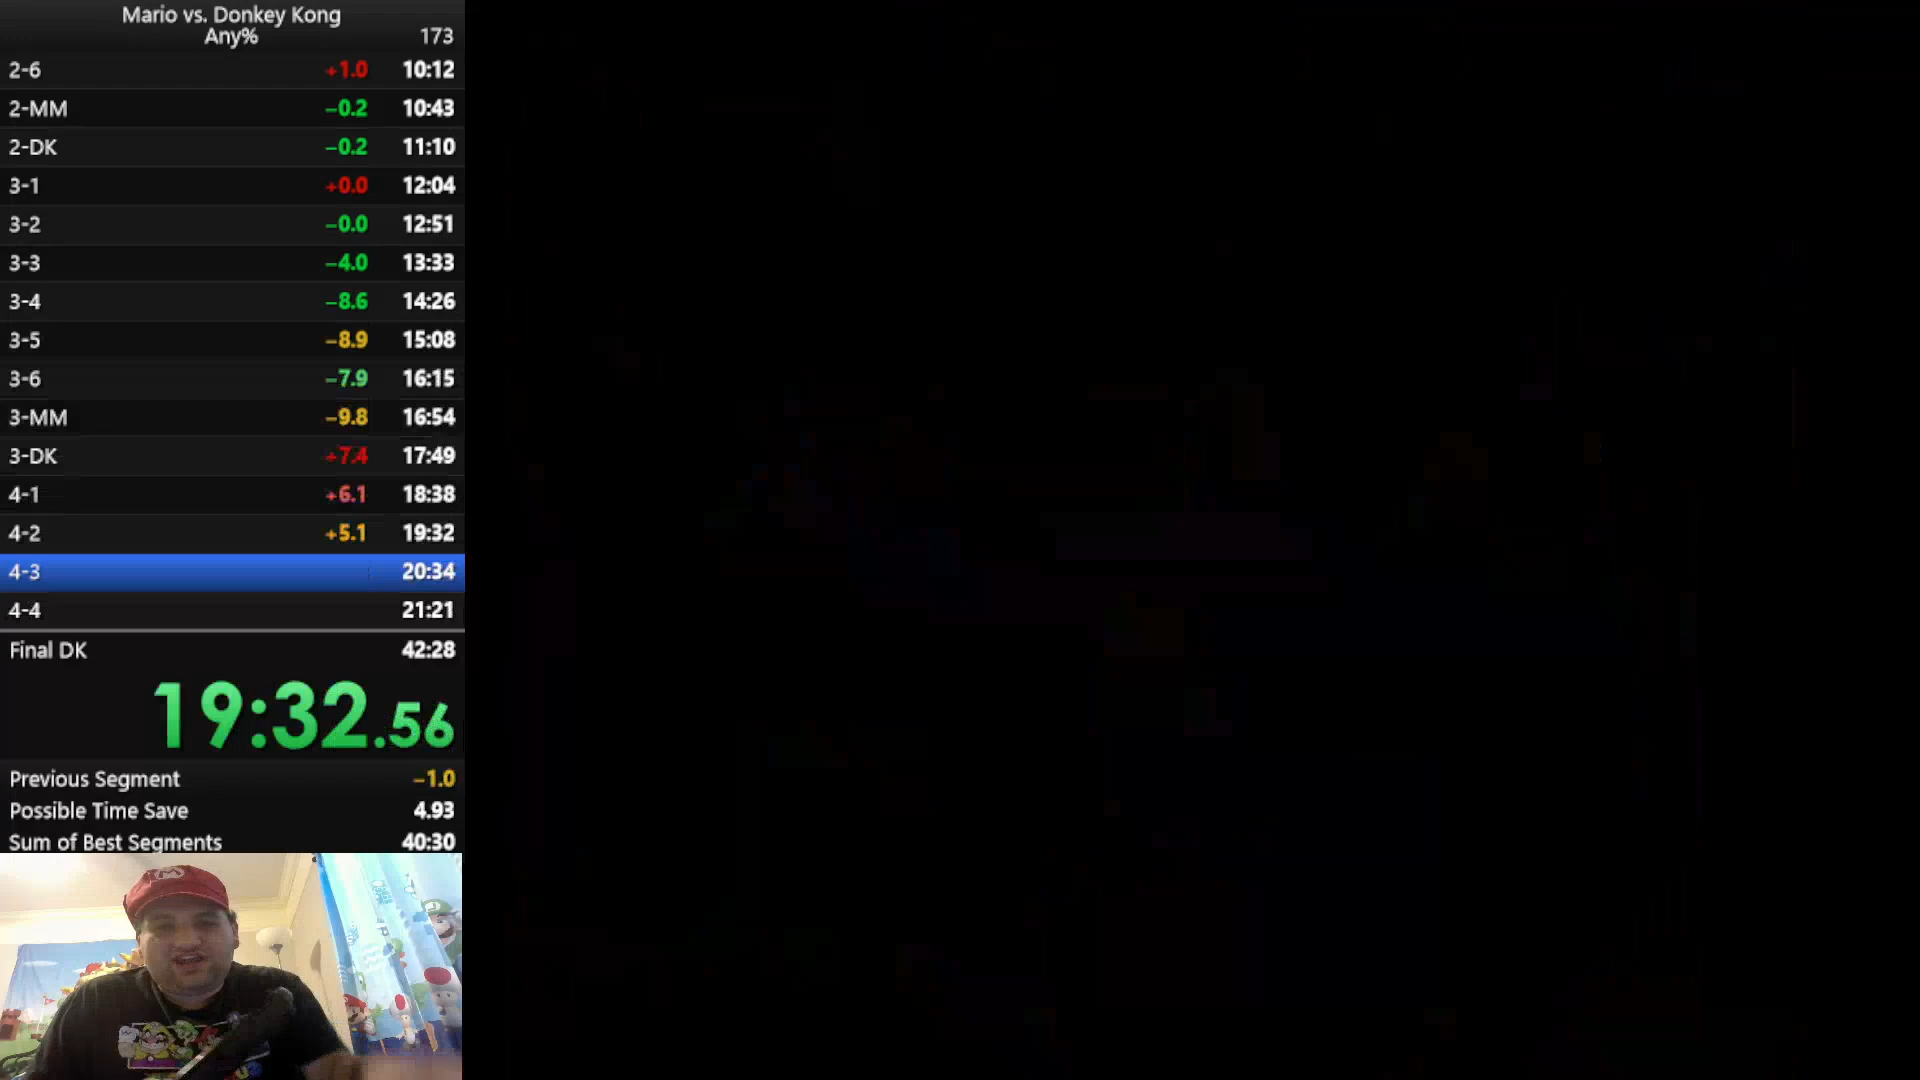 Mario vs. Donkey Kong
Any% 173
2-6 +1.0 10:12
2-MM −0.2 10:43
2-DK −0.2 11:10
3-1 +0.0 12:04
3-2 −0.0 12:51
3-3 −4.0 13:33
3-4 −8.6 14:26
3-5 −8.9 15:08
3-6 −7.9 16:15
3-MM −9.8 16:54
3-DK +7.4 17:49
4-1 +6.1 18:38
4-2 +5.1 19:32
4-3 20:34
4-4 21:21
Final DK 42:28
19:32.56
Previous Segment −1.0
Possible Time Save 4.93
Sum of Best Segments 40:30
M